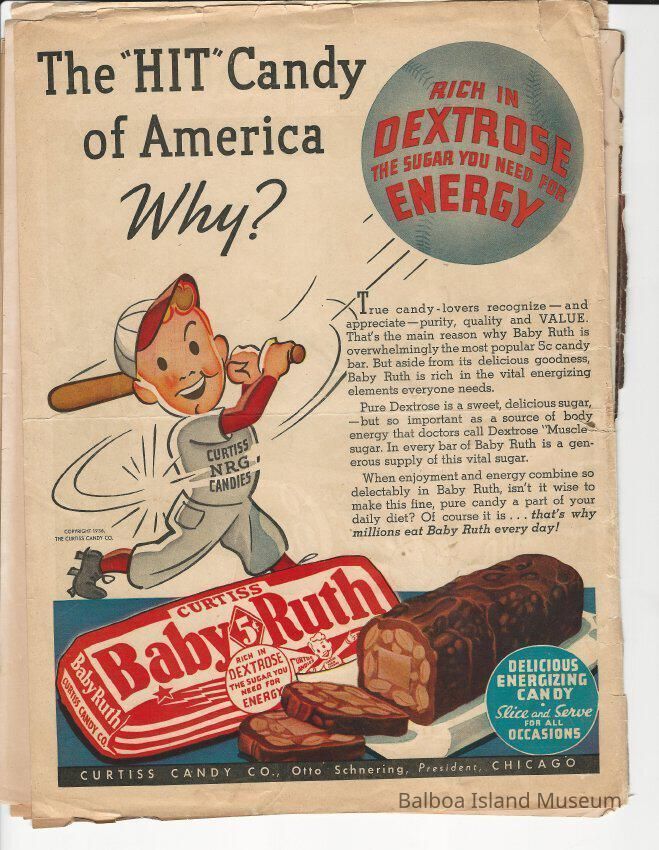 The "HIT" Candy
of America
Why?
RICH IN
DEXTROSE
THE SUGAR YOU NEED FOR
ENERGY
True candy-lovers recognize—and
appreciate—purity, quality and VALUE.
That's the main reason why Baby Ruth is
overwhelmingly the most popular 5c candy
bar. But aside from its delicious goodness,
Baby Ruth is rich in the vital energizing
elements everyone needs.
Pure Dextrose is a sweet, delicious sugar,
—but so important as a source of body
energy that doctors call Dextrose "Muscle"
sugar. In every bar of Baby Ruth is a gen-
erous supply of this vital sugar.
When enjoyment and energy combine so
delectably in Baby Ruth, isn't it wise to
make this fine, pure candy a part of your
daily diet? Of course it is . . . that's why
millions eat Baby Ruth every day!
CURTISS
NRG
CANDIES
COPYRIGHT 1936,
THE CURTISS CANDY CO.
CURTISS
Baby 5¢ Ruth
RICH IN
DEXTROSE
THE SUGAR YOU
NEED FOR
ENERGY
Baby Ruth
CURTISS CANDY CO.
DELICIOUS
ENERGIZING
CANDY
Slice and Serve
FOR ALL
OCCASIONS
CURTISS CANDY CO., Otto Schnering, President, CHICAGO
Balboa Island Museum